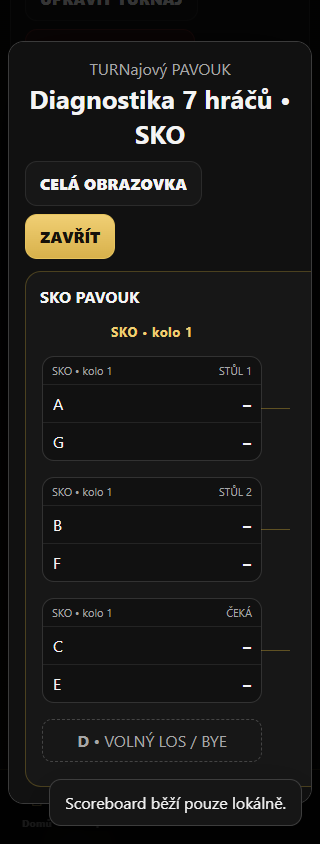 UPRAVIT TURNAJ
TURNajový PAVOUK
Diagnostika 7 hráčů •
SKO
CELÁ OBRAZOVKA
ZAVŘÍT
SKO PAVOUK
SKO • kolo 1
SKO • kolo 1 STŮL 1
A –
G –
SKO • kolo 1 STŮL 2
B –
F –
SKO • kolo 1 ČEKÁ
C –
E –
D • VOLNÝ LOS / BYE
Scoreboard běží pouze lokálně.